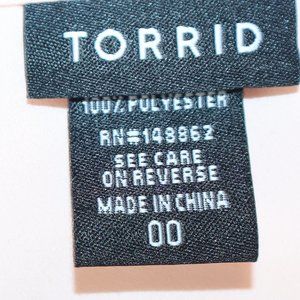 TORRID
100% POLYESTER
RN#148862
SEE CARE
ON REVERSE
MADE IN CHINA
00